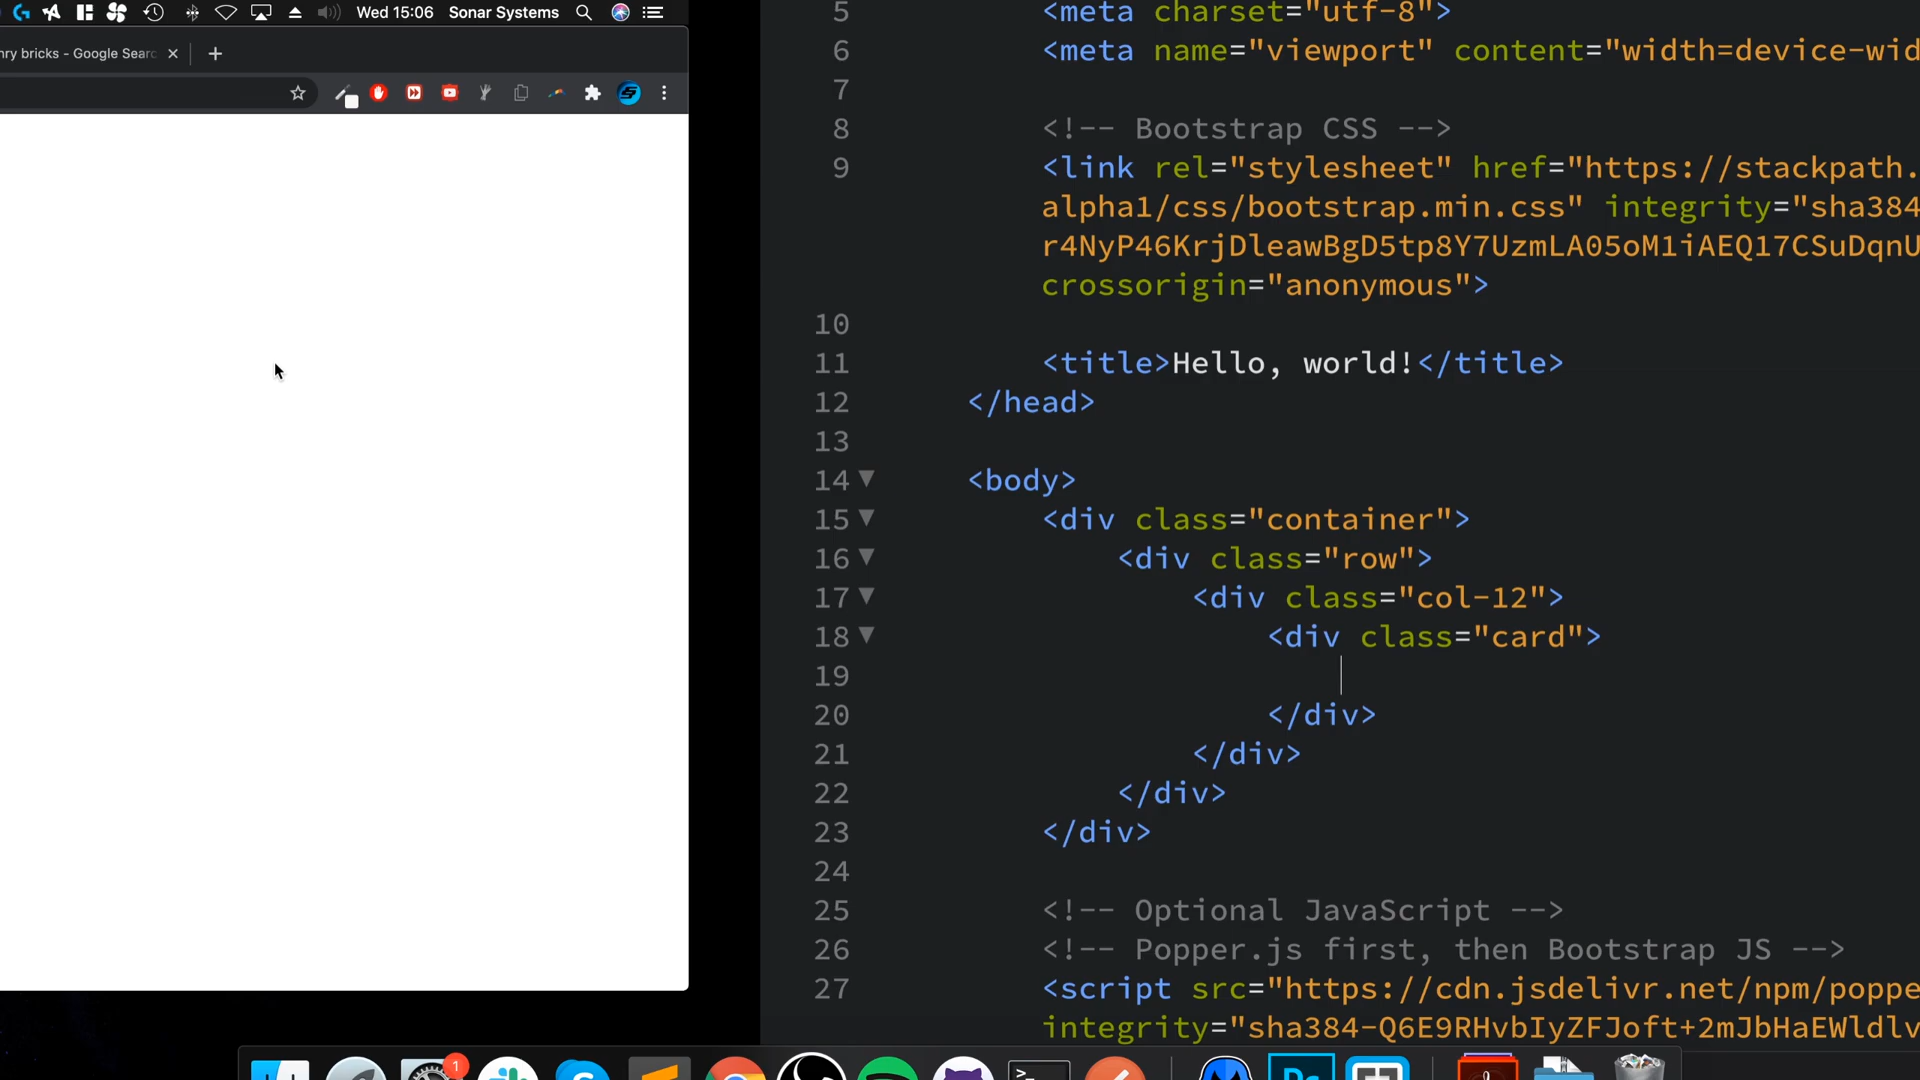 Wed 15:06 Sonar Systems
nry bricks - Google Searc
5 <meta charset="utf-8">
6 <meta name="viewport" content="width=device-wid
7
8 <!-- Bootstrap CSS -->
9 <link rel="stylesheet" href="https://stackpath.
alpha1/css/bootstrap.min.css" integrity="sha384
r4NyP46KrjDleawBgD5tp8Y7UzmLA05oM1iAEQ17CSuDqnU
crossorigin="anonymous">
10
11 <title>Hello, world!</title>
12 </head>
13
14 <body>
15 <div class="container">
16 <div class="row">
17 <div class="col-12">
18 <div class="card">
19
20 </div>
21 </div>
22 </div>
23 </div>
24
25 <!-- Optional JavaScript -->
26 <!-- Popper.js first, then Bootstrap JS -->
27 <script src="https://cdn.jsdelivr.net/npm/poppe
integrity="sha384-Q6E9RHvbIyZFJoft+2mJbHaEWldlv
1
Ps